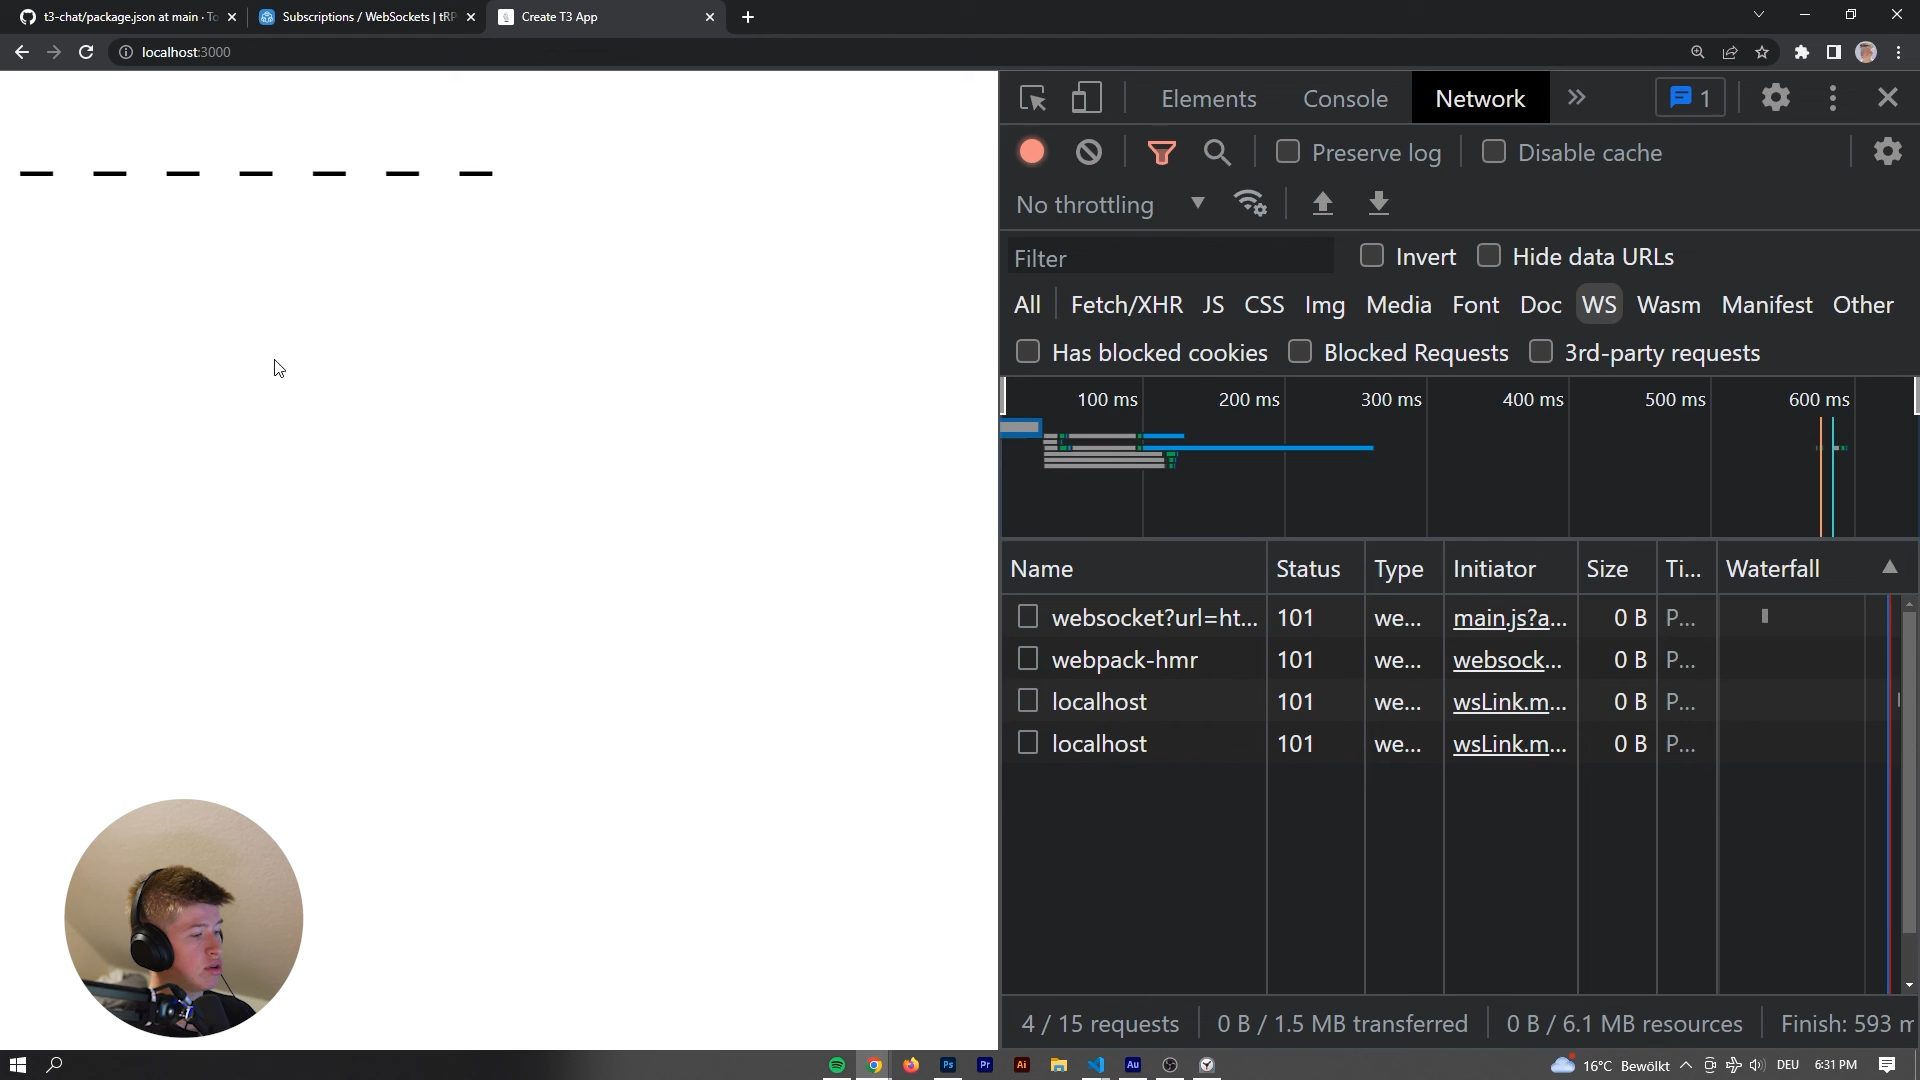 t3-chat/package.json at main · To
Subscriptions / WebSockets | tRP
Create T3 App
localhost:3000
Elements
Console
Network
1
Preserve log
Disable cache
No throttling
Filter
Invert
Hide data URLs
All
Fetch/XHR
JS
CSS
Img
Media
Font
Doc
WS
Wasm
Manifest
Other
Has blocked cookies
Blocked Requests
3rd-party requests
100 ms
200 ms
300 ms
400 ms
500 ms
600 ms
Name
Status
Type
Initiator
Size
Ti...
Waterfall
websocket?url=ht...
101
we...
main.js?a...
0 B
P...
webpack-hmr
101
we...
websock...
0 B
P...
localhost
101
we...
wsLink.m...
0 B
P...
localhost
101
we...
wsLink.m...
0 B
P...
4 / 15 requests
0 B / 1.5 MB transferred
0 B / 6.1 MB resources
Finish: 593 m
Ps
Pr
Ai
Au
16°C Bewölkt
DEU
6:31 PM